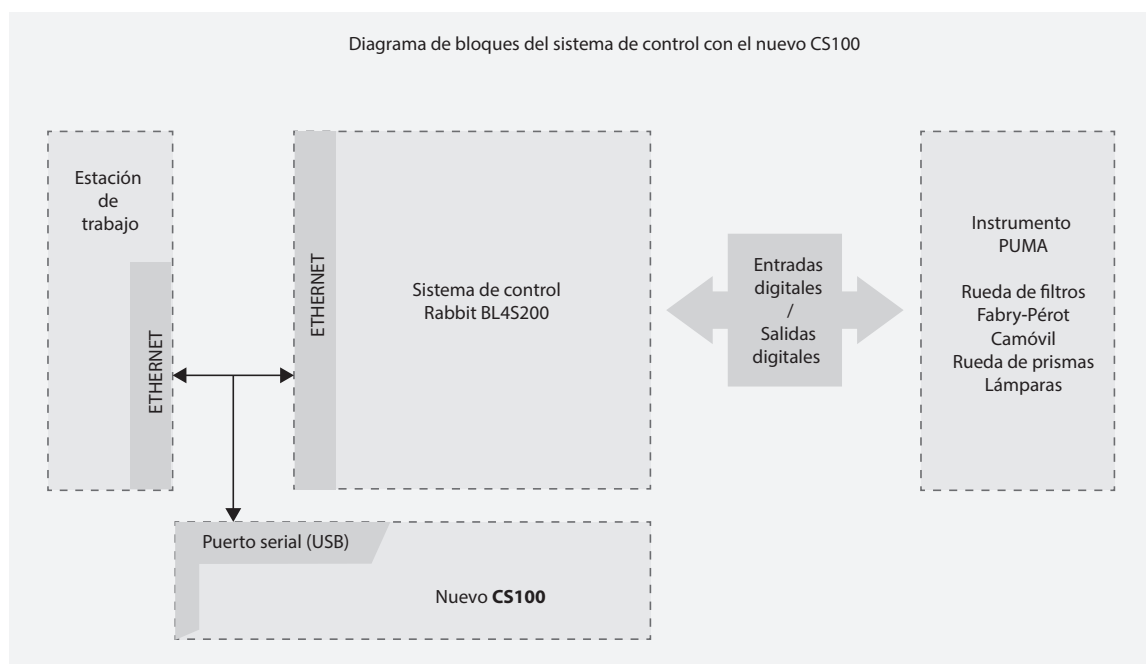 Diagrama de bloques del sistema de control con el nuevo CS100
Estación
de
trabajo
ETHERNET
ETHERNET
Sistema de control
Rabbit BL4S200
Entradas
digitales
/
Salidas
digitales
Instrumento
PUMA
Rueda de filtros
Fabry-Pérot
Camóvil
Rueda de prismas
Lámparas
Puerto serial (USB)
Nuevo CS100